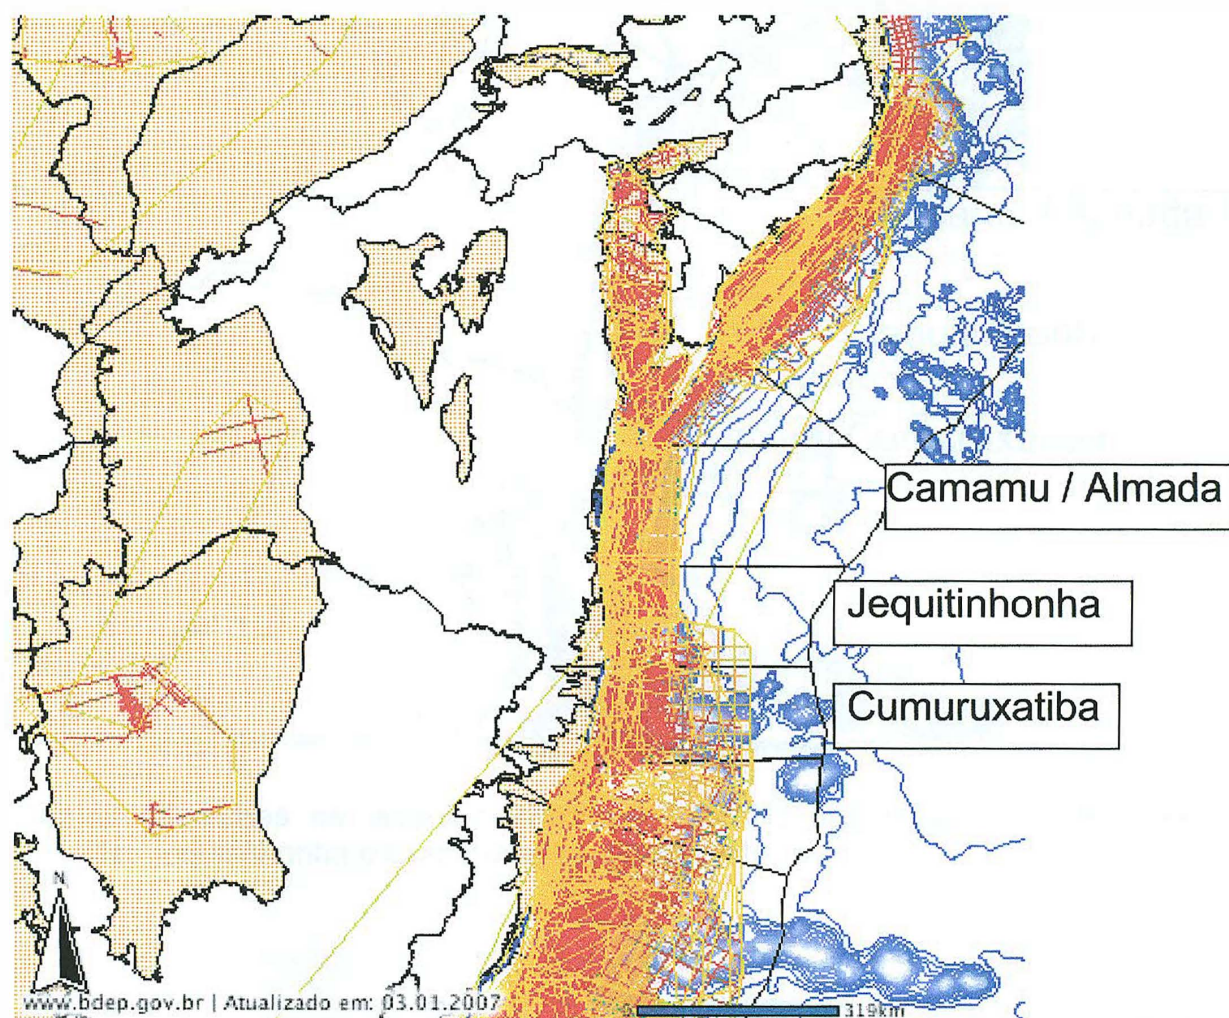 Camamu / Almada
Jequitinhonha
Cumuruxatiba
N
www.bdep.gov.br | Atualizado em: 03.01.2007
319km